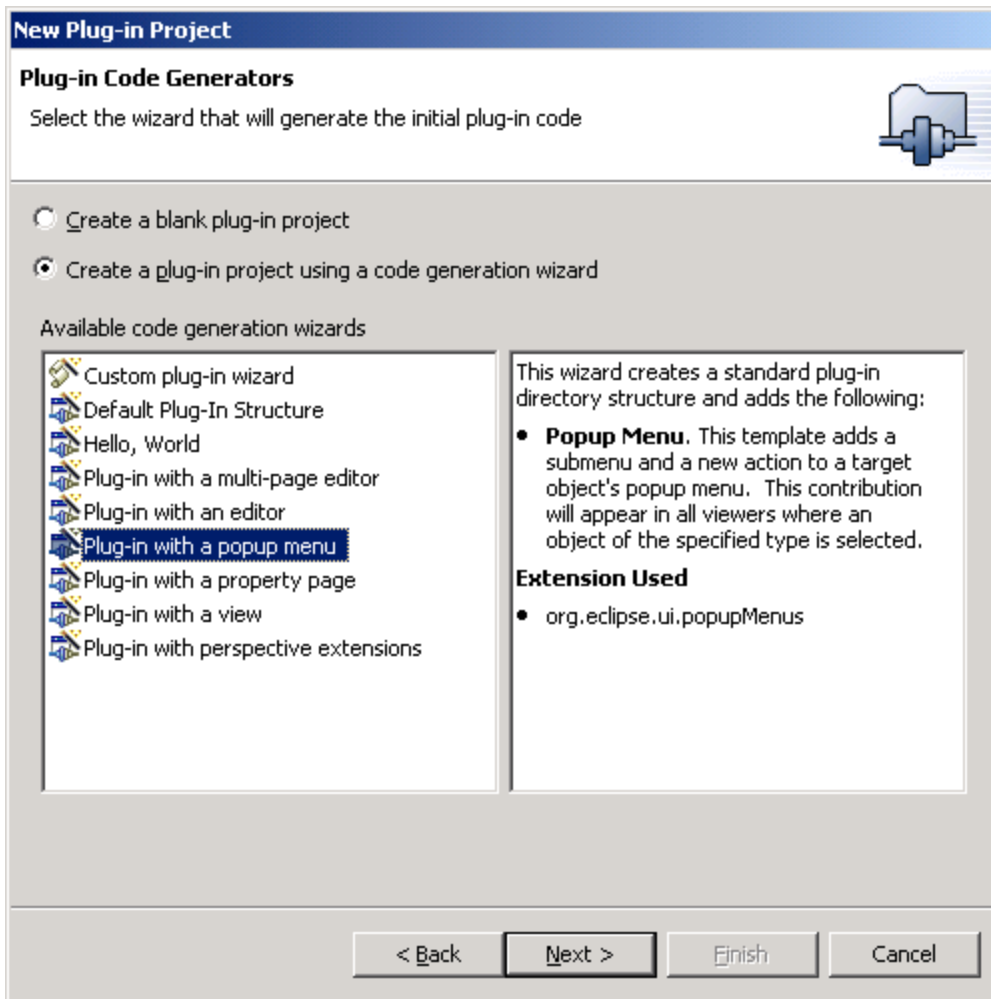 New Plug-in Project
Plug-in Code Generators
Select the wizard that will generate the initial plug-in code
Create a blank plug-in project
Create a plug-in project using a code generation wizard
Available code generation wizards
Custom plug-in wizard
Default Plug-In Structure
Hello, World
Plug-in with a multi-page editor
Plug-in with an editor
Plug-in with a popup menu
Plug-in with a property page
Plug-in with a view
Plug-in with perspective extensions
This wizard creates a standard plug-in
directory structure and adds the following:
• Popup Menu. This template adds a
submenu and a new action to a target
object's popup menu. This contribution
will appear in all viewers where an
object of the specified type is selected.
Extension Used
• org.eclipse.ui.popupMenus
< Back
Next >
Finish
Cancel